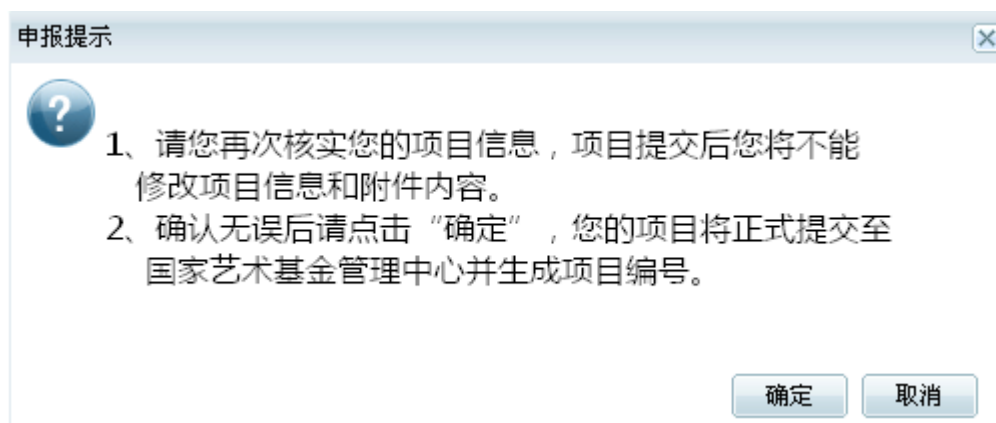 申报提示
1、请您再次核实您的项目信息，项目提交后您将不能
修改项目信息和附件内容。
2、确认无误后请点击“确定”，您的项目将正式提交至
国家艺术基金管理中心并生成项目编号。
确定 取消